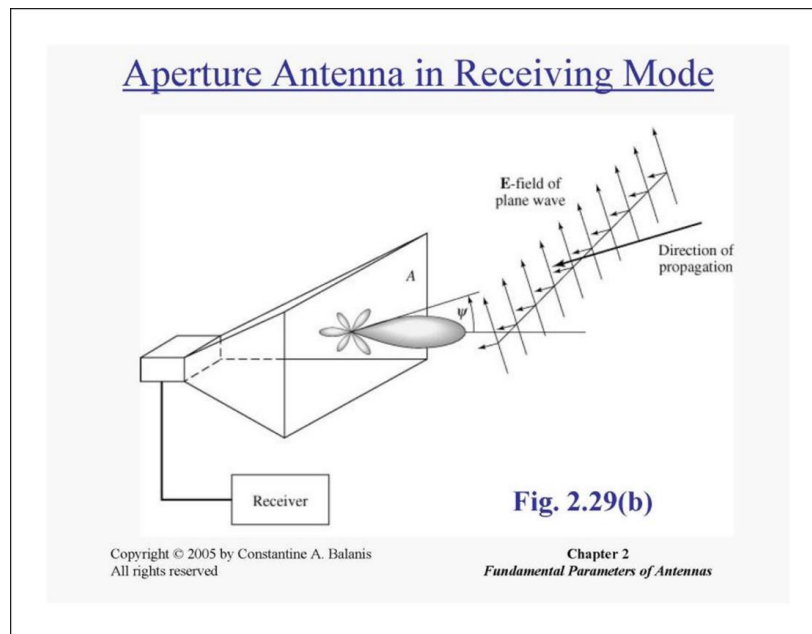 Aperture Antenna in Receiving Mode
E-field of
plane wave
Direction of
propagation
A
ψ
Receiver
Fig. 2.29(b)
Copyright © 2005 by Constantine A. Balanis
All rights reserved
Chapter 2
Fundamental Parameters of Antennas